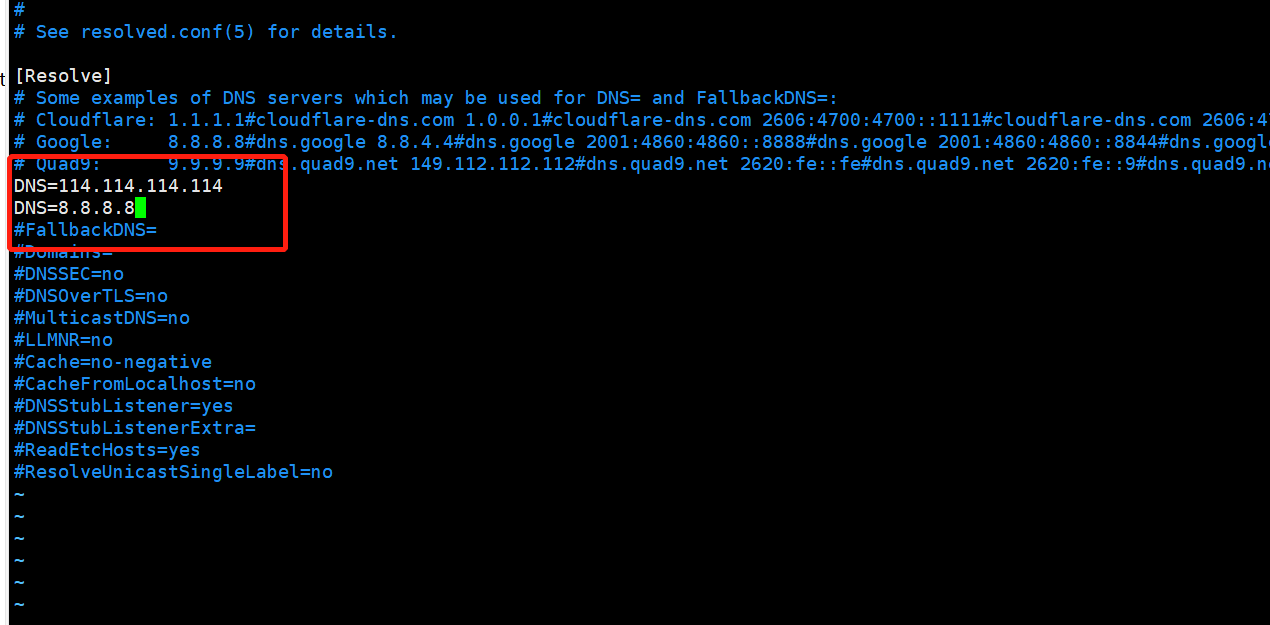 #
# See resolved.conf(5) for details.
t
[Resolve]
# Some examples of DNS servers which may be used for DNS= and FallbackDNS=:
# Cloudflare: 1.1.1.1#cloudflare-dns.com 1.0.0.1#cloudflare-dns.com 2606:4700:4700::1111#cloudflare-dns.com 2606:47
# Google:     8.8.8.8#dns.google 8.8.4.4#dns.google 2001:4860:4860::8888#dns.google 2001:4860:4860::8844#dns.googl
# Quad9:      9.9.9.9#dns.quad9.net 149.112.112.112#dns.quad9.net 2620:fe::fe#dns.quad9.net 2620:fe::9#dns.quad9.n
DNS=114.114.114.114
DNS=8.8.8.8
#FallbackDNS=
#Domains=
#DNSSEC=no
#DNSOverTLS=no
#MulticastDNS=no
#LLMNR=no
#Cache=no-negative
#CacheFromLocalhost=no
#DNSStubListener=yes
#DNSStubListenerExtra=
#ReadEtcHosts=yes
#ResolveUnicastSingleLabel=no
~
~
~
~
~
~